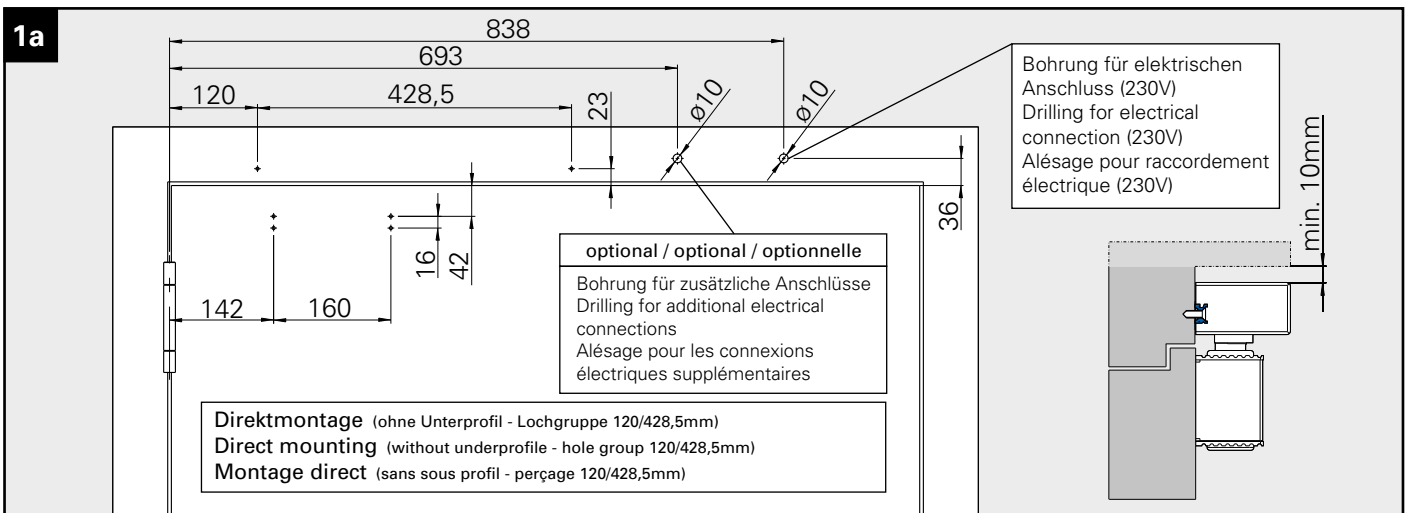 1a
838
693
120
428,5
23
ø10
ø10
Bohrung für elektrischen
Anschluss (230V)
Drilling for electrical
connection (230V)
Alésage pour raccordement
électrique (230V)
min. 10mm
36
16
42
142
160
optional / optional / optionnelle
Bohrung für zusätzliche Anschlüsse
Drilling for additional electrical
connections
Alésage pour les connexions
électriques supplémentaires
Direktmontage (ohne Unterprofil - Lochgruppe 120/428,5mm)
Direct mounting (without underprofile - hole group 120/428,5mm)
Montage direct (sans sous profil - perçage 120/428,5mm)